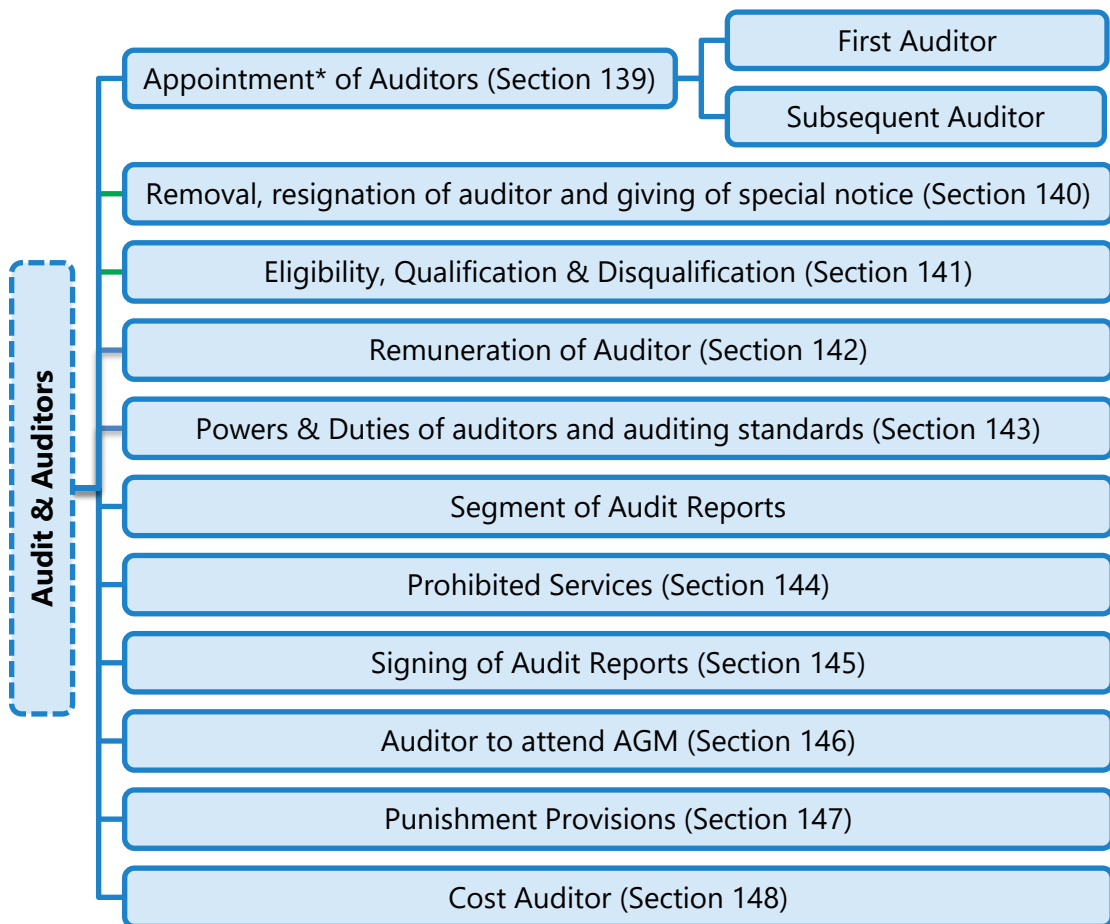 First Auditor
Appointment* of Auditors (Section 139)
Subsequent Auditor
Removal, resignation of auditor and giving of special notice (Section 140)
Eligibility, Qualification & Disqualification (Section 141)
Remuneration of Auditor (Section 142)
Powers & Duties of auditors and auditing standards (Section 143)
Segment of Audit Reports
Prohibited Services (Section 144)
Signing of Audit Reports (Section 145)
Auditor to attend AGM (Section 146)
Punishment Provisions (Section 147)
Cost Auditor (Section 148)
Audit & Auditors